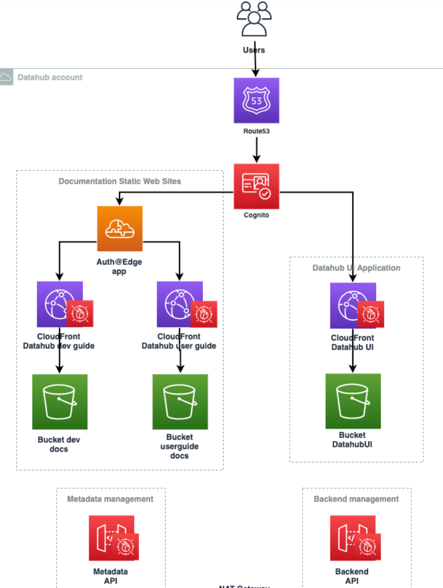 Users
Datahub account
53
Route53
Cognito
Documentation Static Web Sites
Auth@Edge
app
Datahub UI Application
CloudFront
Datahub dev guide
CloudFront
Datahub user guide
CloudFront
Datahub UI
Bucket dev
docs
Bucket
userguide
docs
Bucket
DatahubUI
Metadata management
Backend management
Metadata
API
Backend
API
NAT Gateway